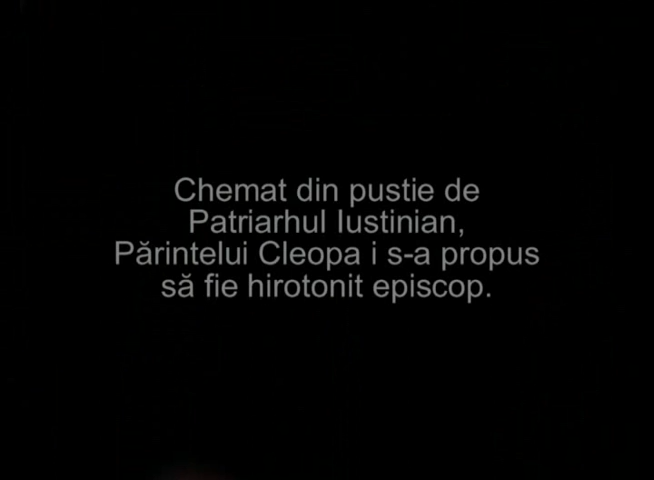 Chemat din pustie de
Patriarhul Iustinian,
Părintelui Cleopa i s-a propus
să fie hirotonit episcop.